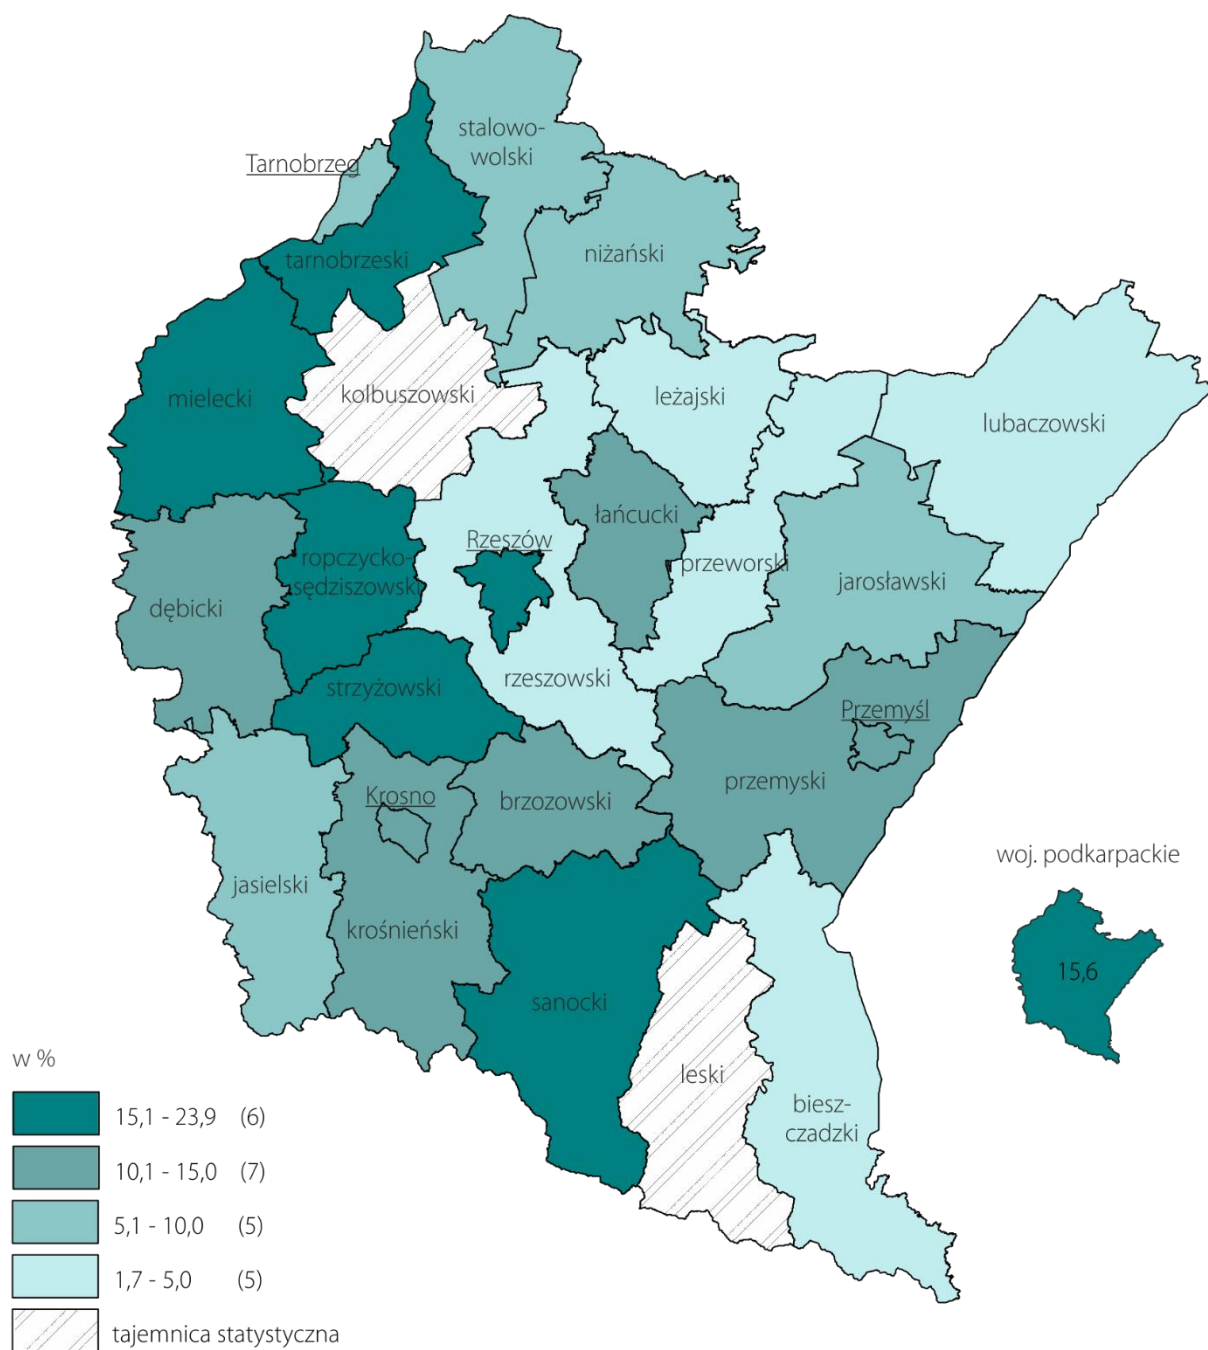 stalowo-
wolski
Tarnobrzeg
tarnobrzeski
niżański
mielecki
kolbuszowski
leżajski
lubaczowski
łańcucki
Rzeszów
ropczycko-
sędziszowski
przeworski
jarosławski
dębicki
strzyżowski
rzeszowski
Przemyśl
przemyski
Krosno
brzozowski
jasielski
krośnieński
woj. podkarpackie
15,6
sanocki
leski
biesz-
czadzki
w %
15,1 - 23,9 (6)
10,1 - 15,0 (7)
5,1 - 10,0 (5)
1,7 - 5,0 (5)
tajemnica statystyczna